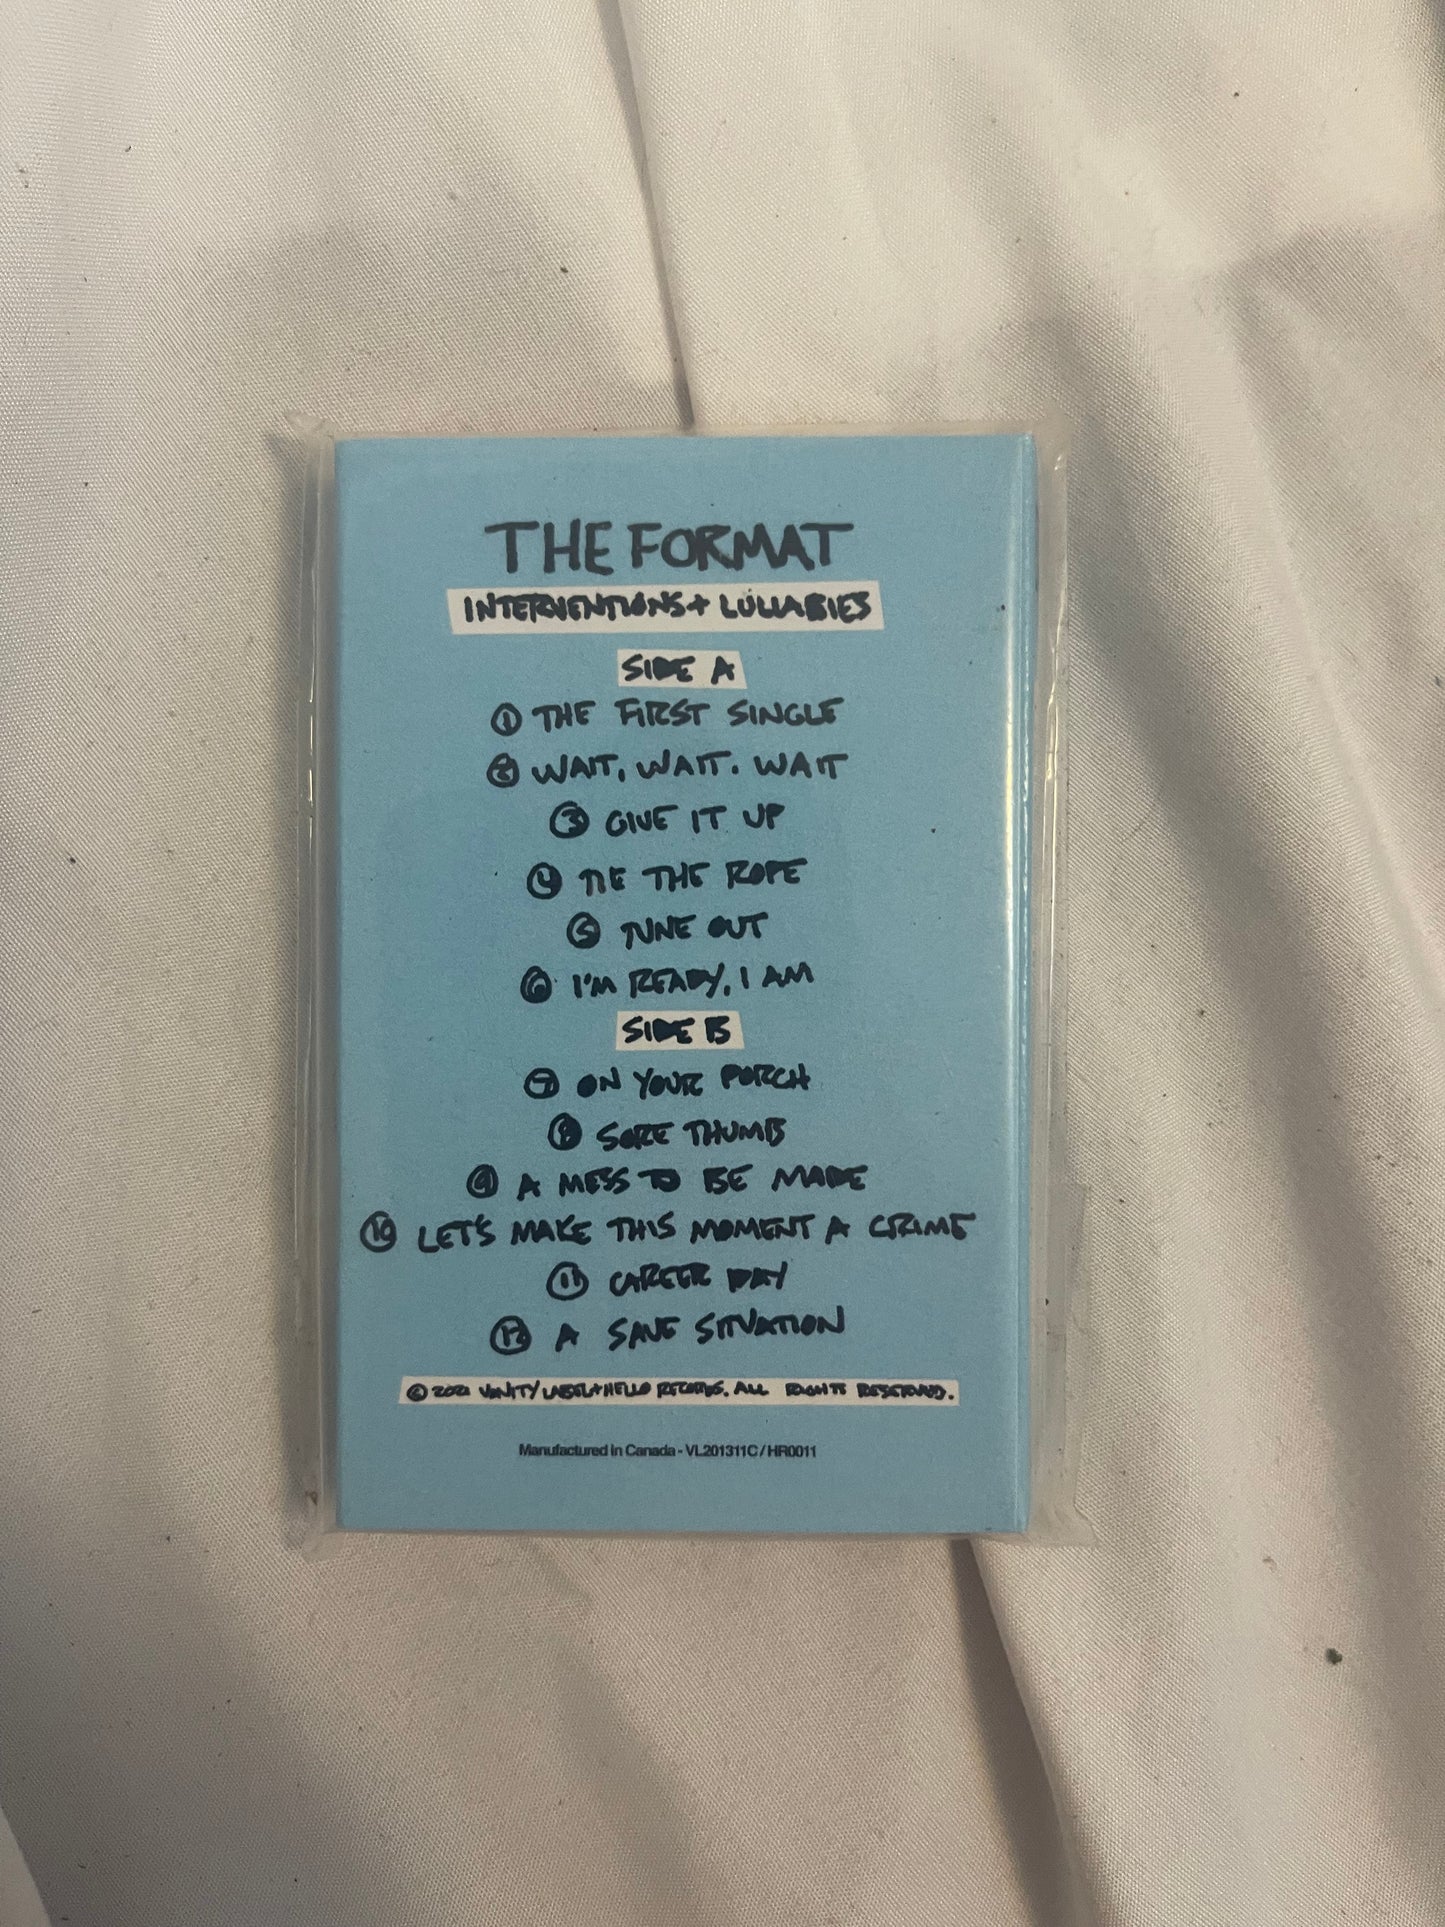 THE FORMAT
INTERVENTIONS + LULLABIES
SIDE A
① THE FIRST SINGLE
② WAIT, WAIT. WAIT
③ GIVE IT UP
④ TIE THE ROPE
⑤ TUNE OUT
⑥ I'M READY, I AM
SIDE B
⑦ ON YOUR PORCH
⑧ SORE THUMB
⑨ A MESS TO BE MADE
⑩ LET'S MAKE THIS MOMENT A CRIME
⑪ CAREER DAY
⑫ A SAVE SITUATION
© 2021 VANITY LABEL + HELLO RECORDS. ALL RIGHTS RESERVED.
Manufactured in Canada - VL201311C / HR0011